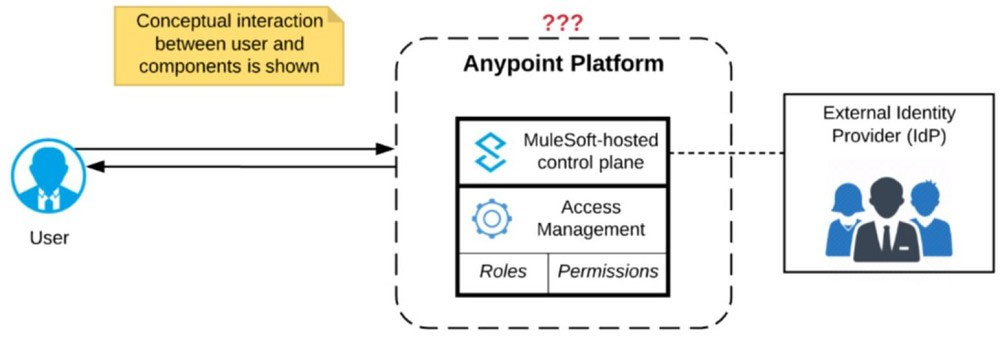 Conceptual interaction
between user and
components is shown
???
Anypoint Platform
MuleSoft-hosted
control plane
Access
Management
Roles
Permissions
External Identity
Provider (IdP)
User